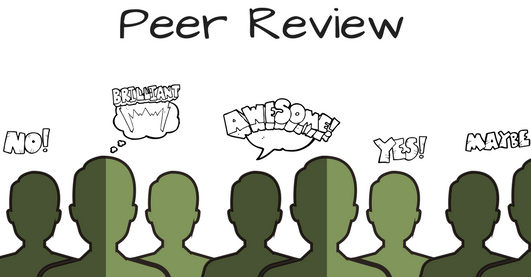 Peer Review
NO!
BRILLIANT
AWESOME!
YES!
MAYBE